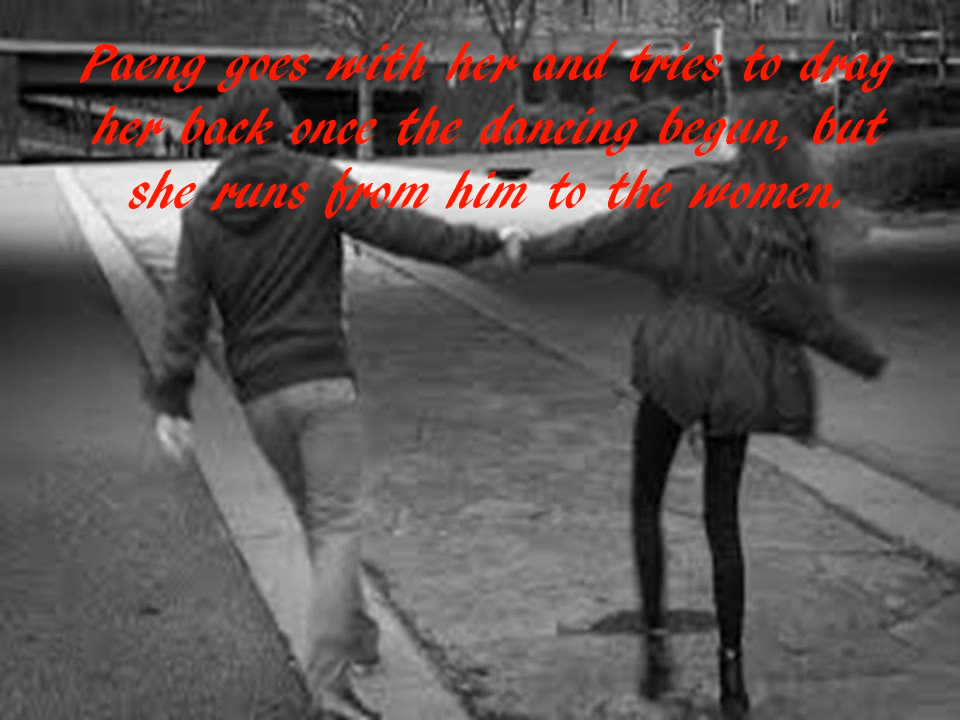 Paeng goes with her and tries to drag
her back once the dancing begun, but
she runs from him to the women.